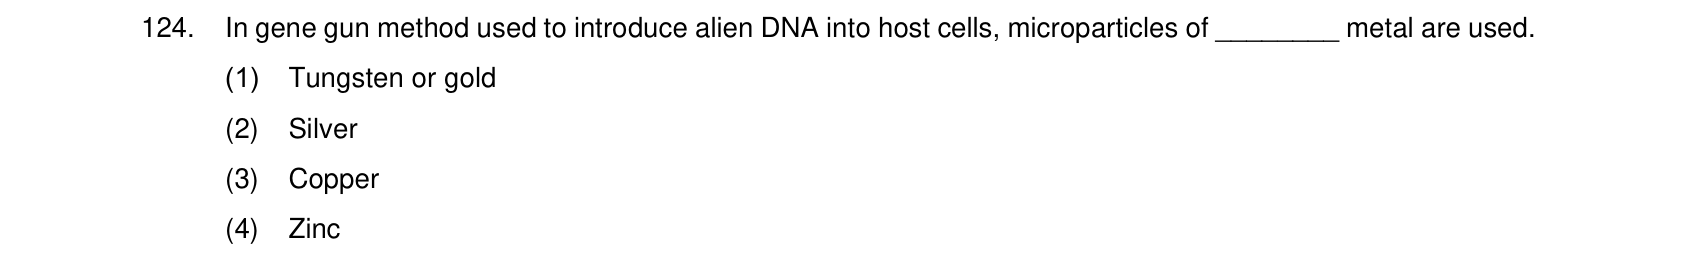 124. In gene gun method used to introduce alien DNA into host cells, microparticles of ________ metal are used.
(1) Tungsten or gold
(2) Silver
(3) Copper
(4) Zinc